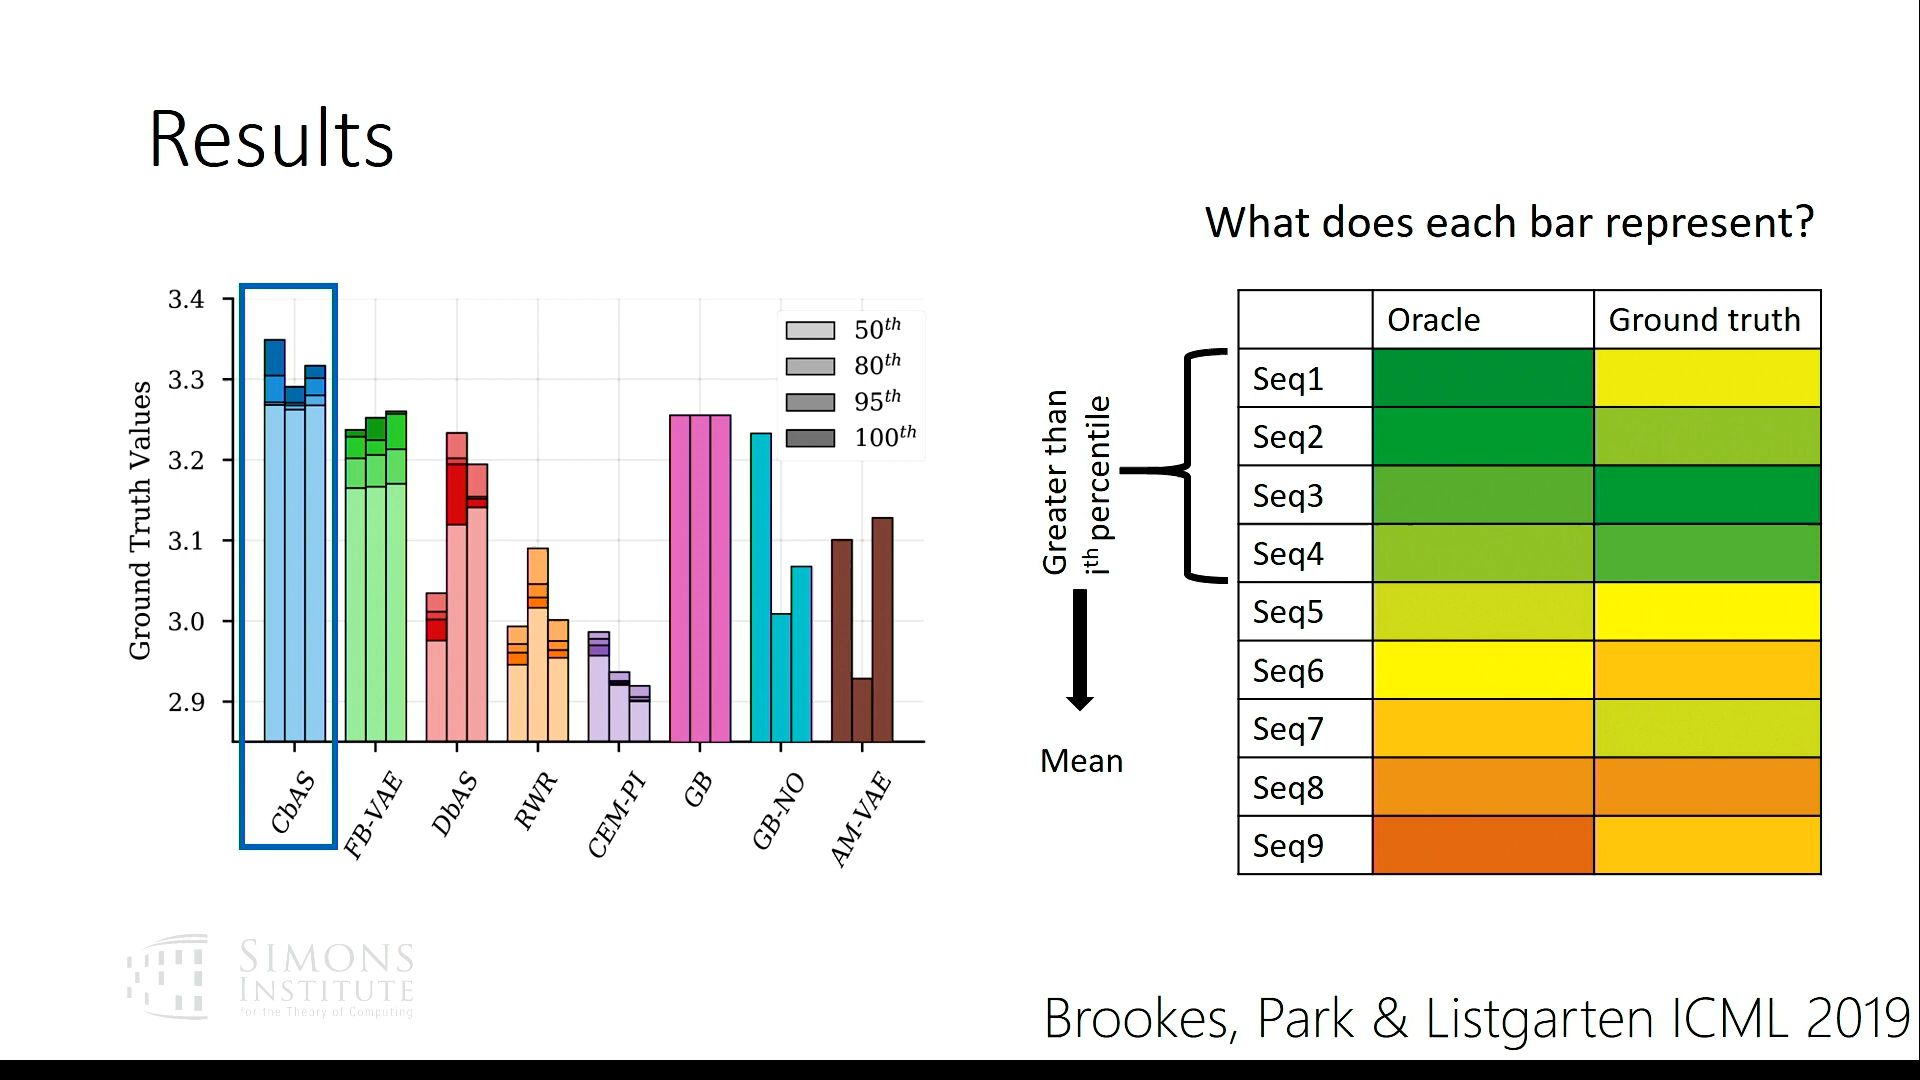 Results
What does each bar represent?
Ground Truth Values
3.4
3.3
3.2
3.1
3.0
2.9
50th
80th
95th
100th
CbAS
FB-VAE
DbAS
RWR
CEM-PI
GB
GB-NO
AM-VAE
Greater than
ith percentile
Mean
Oracle Ground truth
Seq1
Seq2
Seq3
Seq4
Seq5
Seq6
Seq7
Seq8
Seq9
SIMONS
INSTITUTE
for the Theory of Computing
Brookes, Park & Listgarten ICML 2019